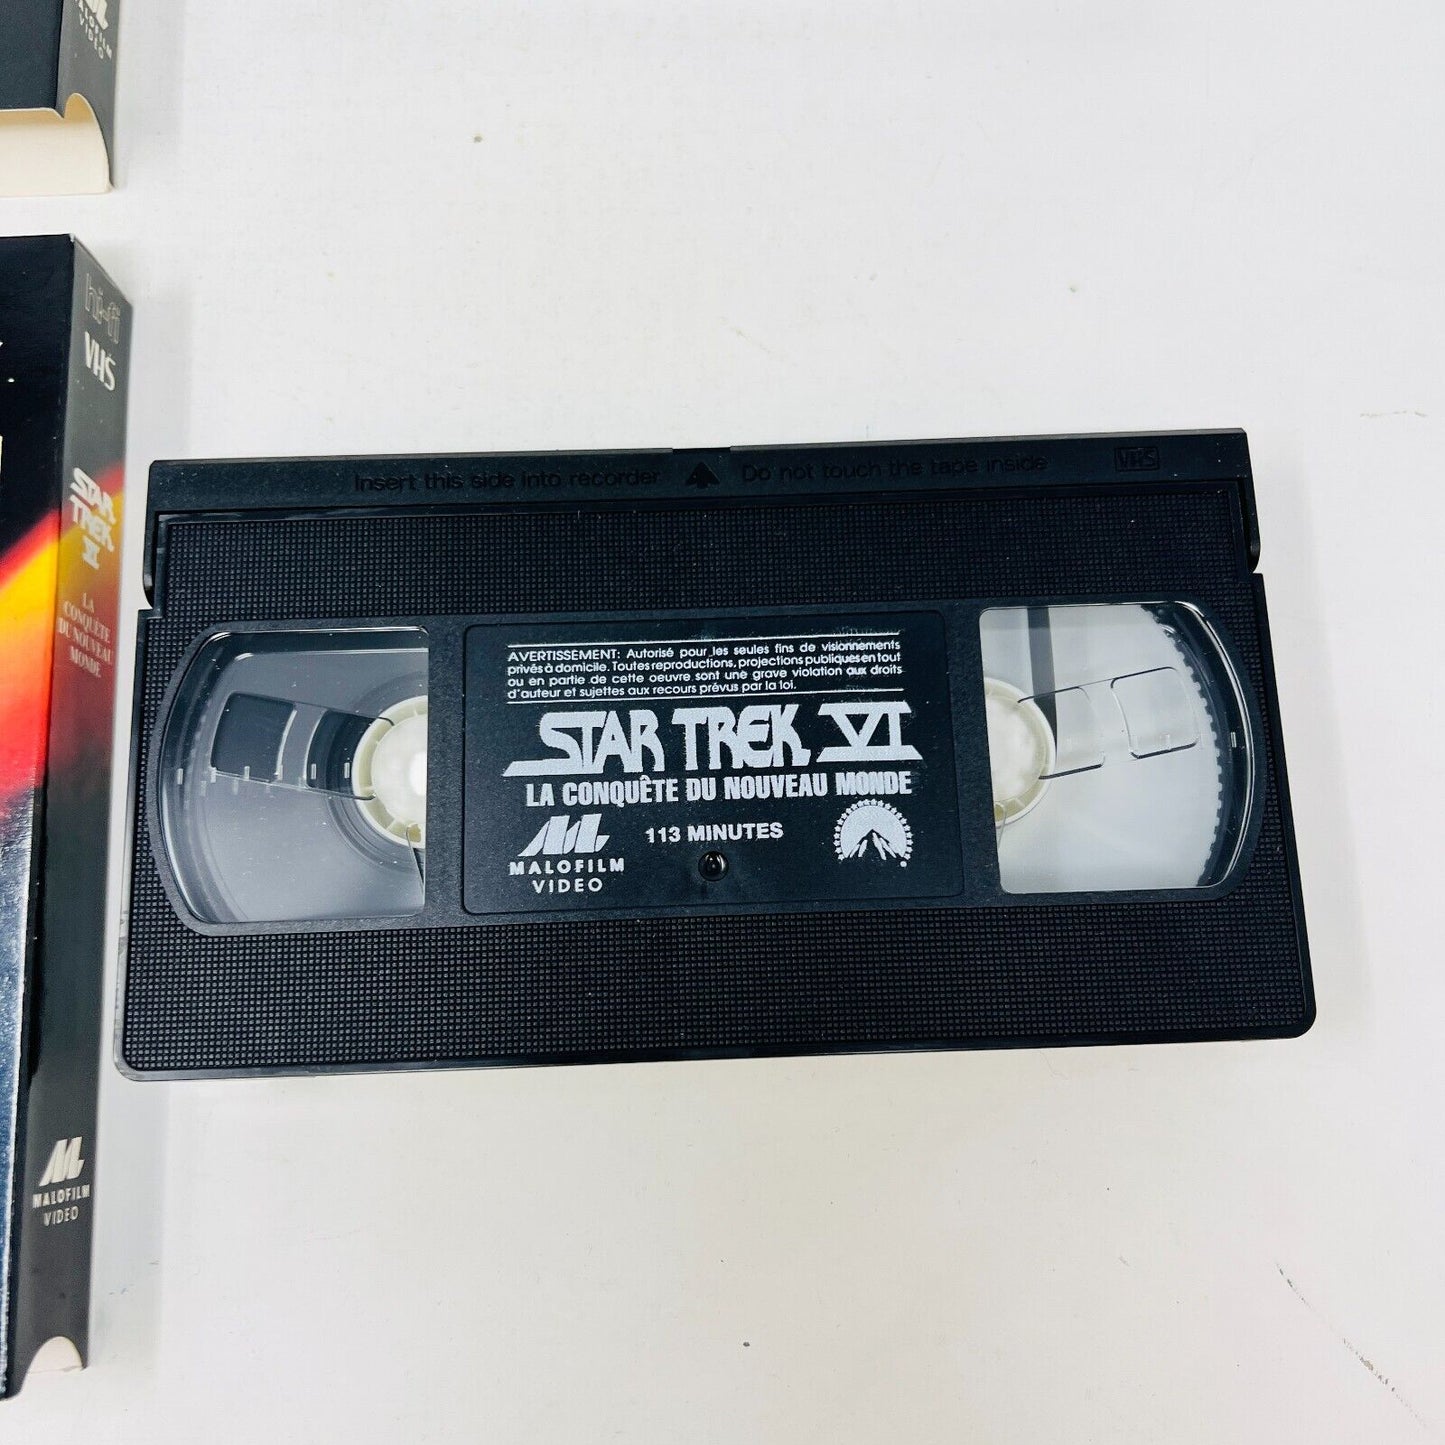 MALOFILM
VIDEO
hi-fi
VHS
STAR
TREK
VI
LA
CONQUÊTE
DU NOUVEAU
MONDE
MALOFILM
VIDEO
Insert this side into recorder Do not touch the tape inside VHS
AVERTISSEMENT: Autorisé pour les seules fins de visionnements
privés à domicile. Toutes reproductions, projections publiques en tout
ou en partie de cette oeuvre sont une grave violation aux droits
d'auteur et sujettes aux recours prévus par la loi.
STAR TREK VI
LA CONQUÊTE DU NOUVEAU MONDE
113 MINUTES
MALOFILM
VIDEO